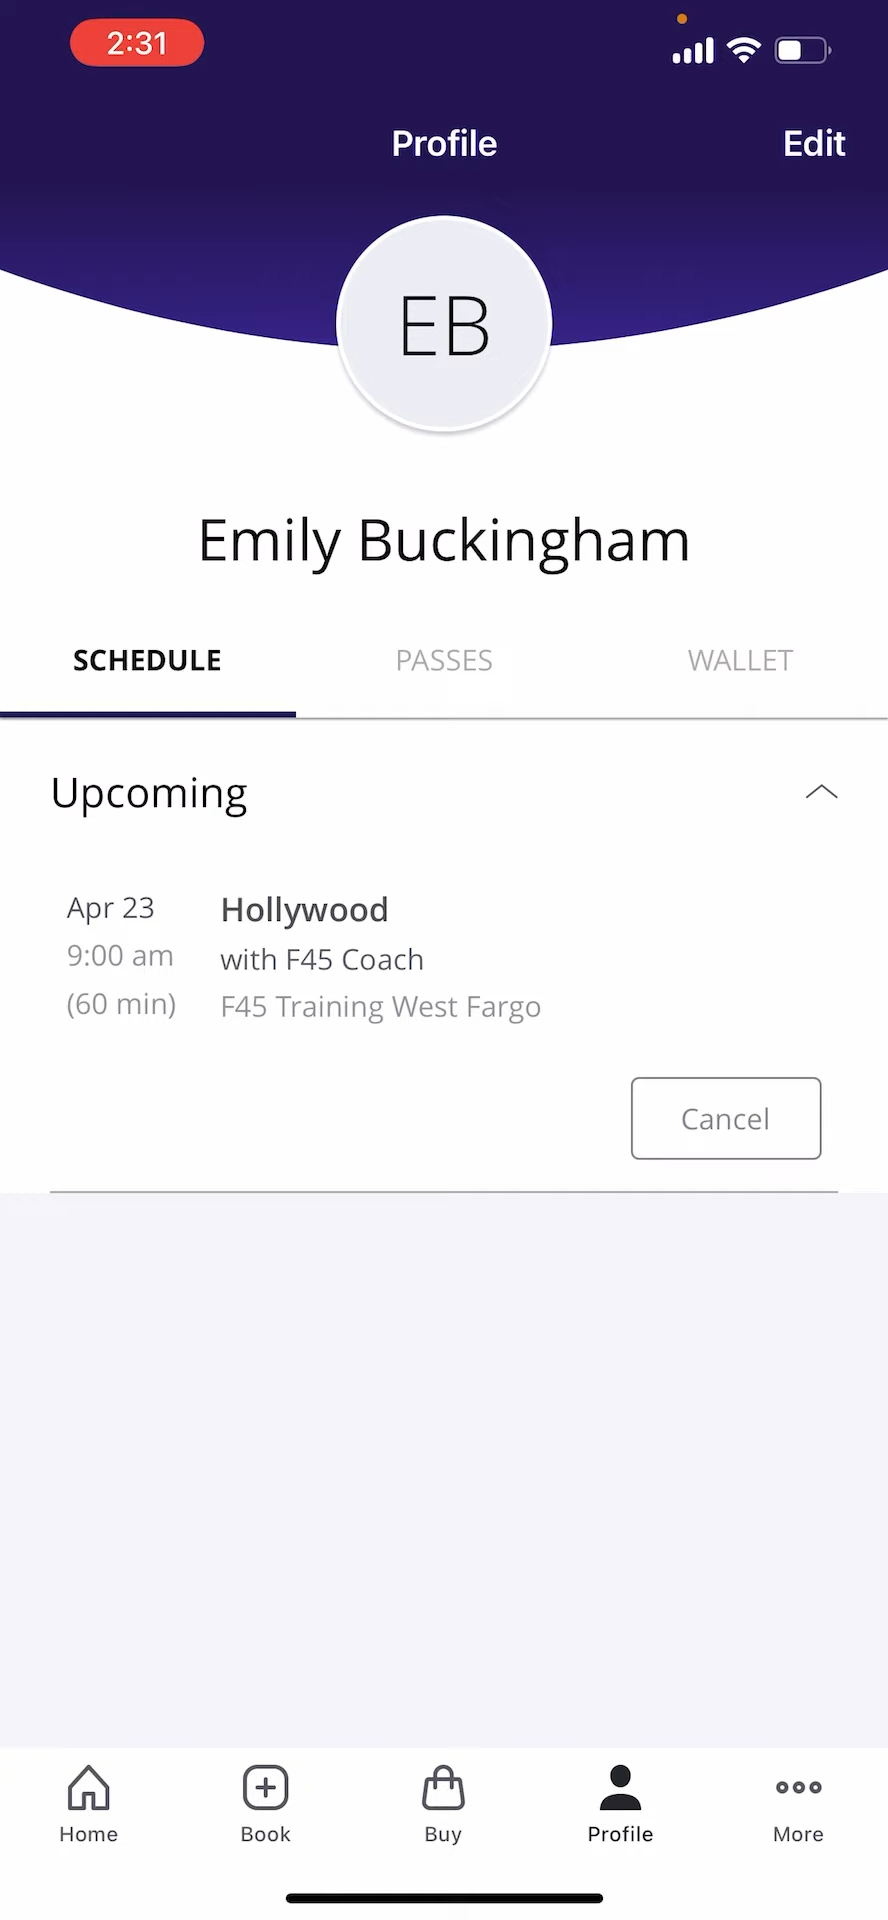 2:31
Profile
Edit
EB
Emily Buckingham
SCHEDULE
PASSES
WALLET
Upcoming
Apr 23
Hollywood
9:00 am
with F45 Coach
(60 min)
F45 Training West Fargo
Cancel
Home
Book
Buy
Profile
More